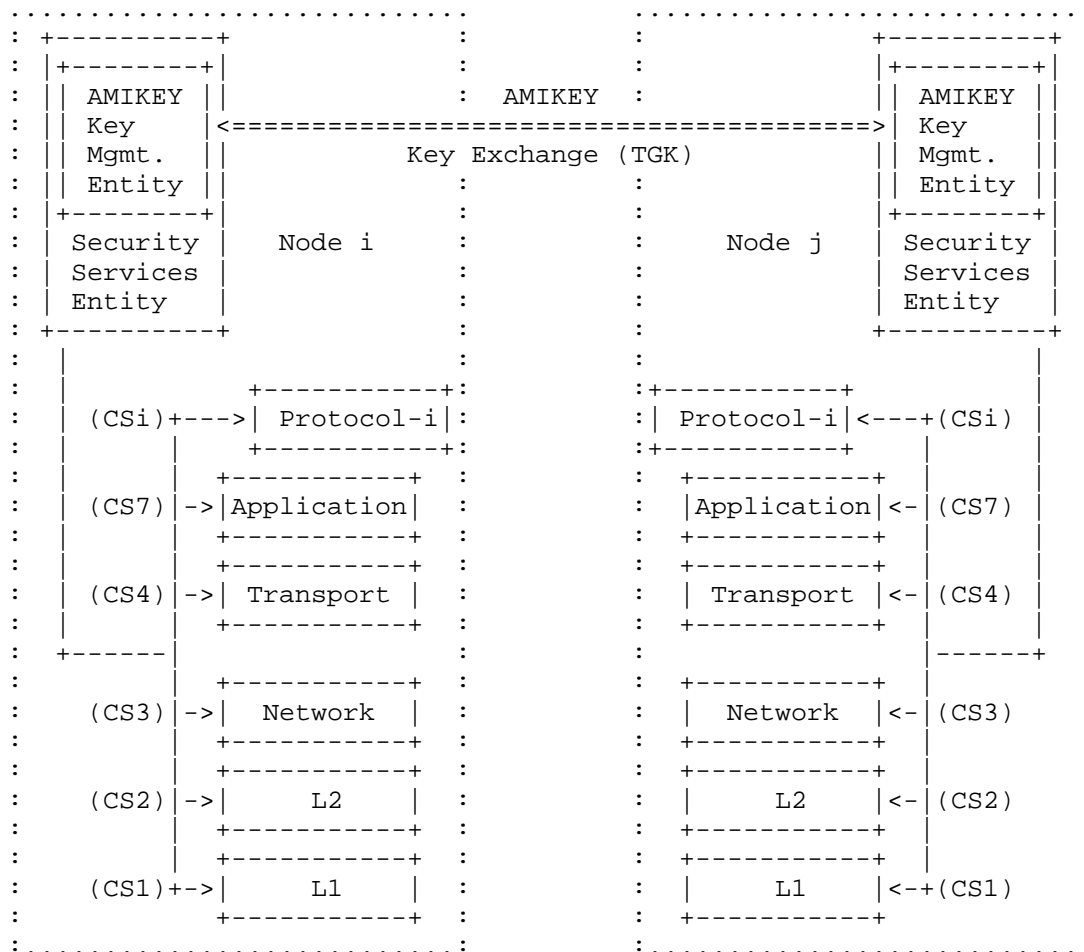 AMIKEY AMIKEY AMIKEY
Key Key
Mgmt. Key Exchange (TGK) Mgmt.
Entity Entity
Security Node i Node j Security
Services Services
Entity Entity
(CSi) Protocol-i Protocol-i (CSi)
(CS7) Application Application (CS7)
(CS4) Transport Transport (CS4)
(CS3) Network Network (CS3)
(CS2) L2 L2 (CS2)
(CS1) L1 L1 (CS1)